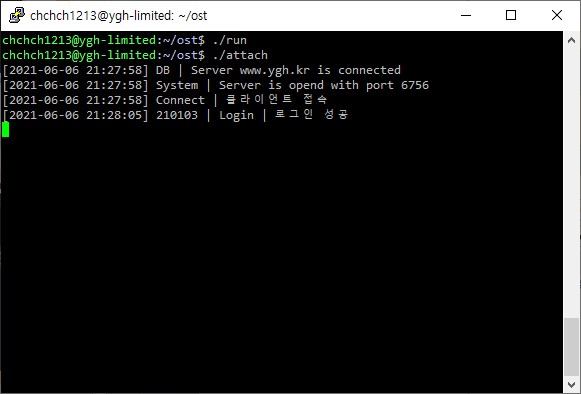 chchch1213@ygh-limited: ~/ost
chchch1213@ygh-limited:~/ost$ ./run
chchch1213@ygh-limited:~/ost$ ./attach
[2021-06-06 21:27:58] DB | Server www.ygh.kr is connected
[2021-06-06 21:27:58] System | Server is opend with port 6756
[2021-06-06 21:27:58] Connect | 클라이언트 접속
[2021-06-06 21:28:05] 210103 | Login | 로그인 성공